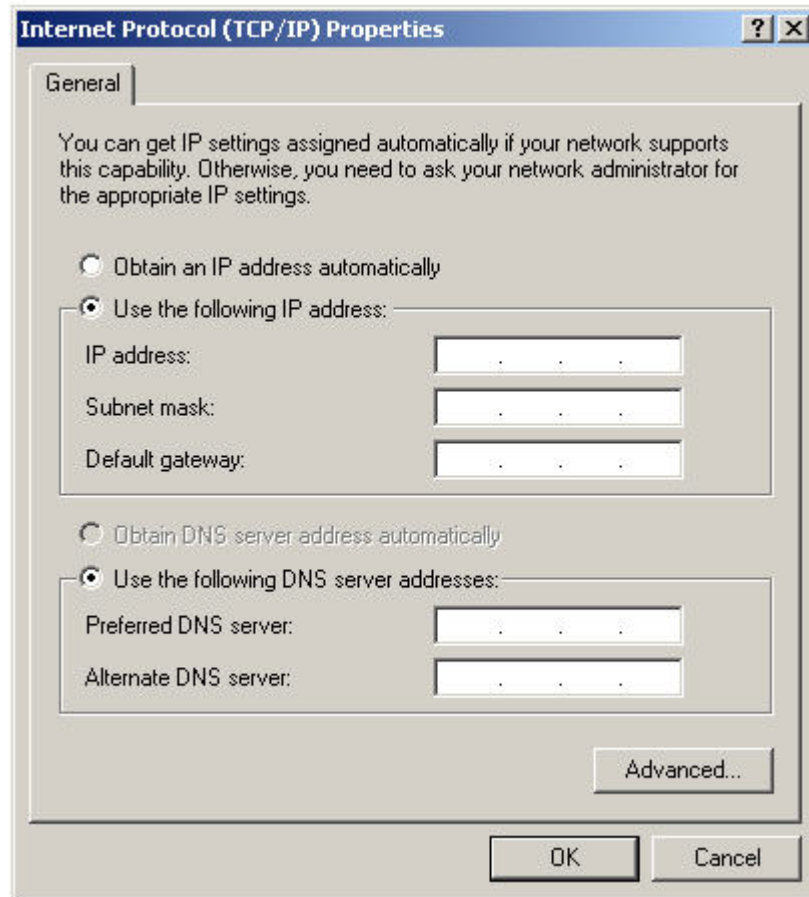 Internet Protocol (TCP/IP) Properties
General
You can get IP settings assigned automatically if your network supports
this capability. Otherwise, you need to ask your network administrator for
the appropriate IP settings.
Obtain an IP address automatically
Use the following IP address:
IP address:
. . .
Subnet mask:
. . .
Default gateway:
. . .
Obtain DNS server address automatically
Use the following DNS server addresses:
Preferred DNS server:
. . .
Alternate DNS server:
. . .
Advanced...
OK
Cancel